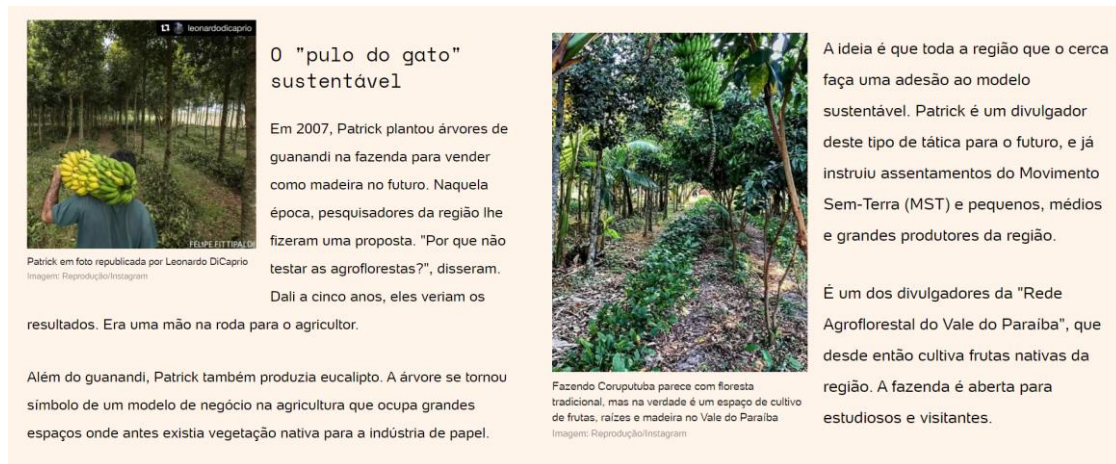 leonardodicaprio
FELIPE FITTIPALDI
Patrick em foto republicada por Leonardo DiCaprio
Imagem: Reprodução/Instagram
O "pulo do gato"
sustentável
Em 2007, Patrick plantou árvores de
guanandi na fazenda para vender
como madeira no futuro. Naquela
época, pesquisadores da região lhe
fizeram uma proposta. "Por que não
testar as agroflorestas?", disseram.
Dali a cinco anos, eles veriam os
resultados. Era uma mão na roda para o agricultor.
Além do guanandi, Patrick também produzia eucalipto. A árvore se tornou
símbolo de um modelo de negócio na agricultura que ocupa grandes
espaços onde antes existia vegetação nativa para a indústria de papel.
Fazendo Coruputuba parece com floresta
tradicional, mas na verdade é um espaço de cultivo
de frutas, raízes e madeira no Vale do Paraíba
Imagem: Reprodução/Instagram
A ideia é que toda a região que o cerca
faça uma adesão ao modelo
sustentável. Patrick é um divulgador
deste tipo de tática para o futuro, e já
instruiu assentamentos do Movimento
Sem-Terra (MST) e pequenos, médios
e grandes produtores da região.
É um dos divulgadores da "Rede
Agroflorestal do Vale do Paraíba", que
desde então cultiva frutas nativas da
região. A fazenda é aberta para
estudiosos e visitantes.